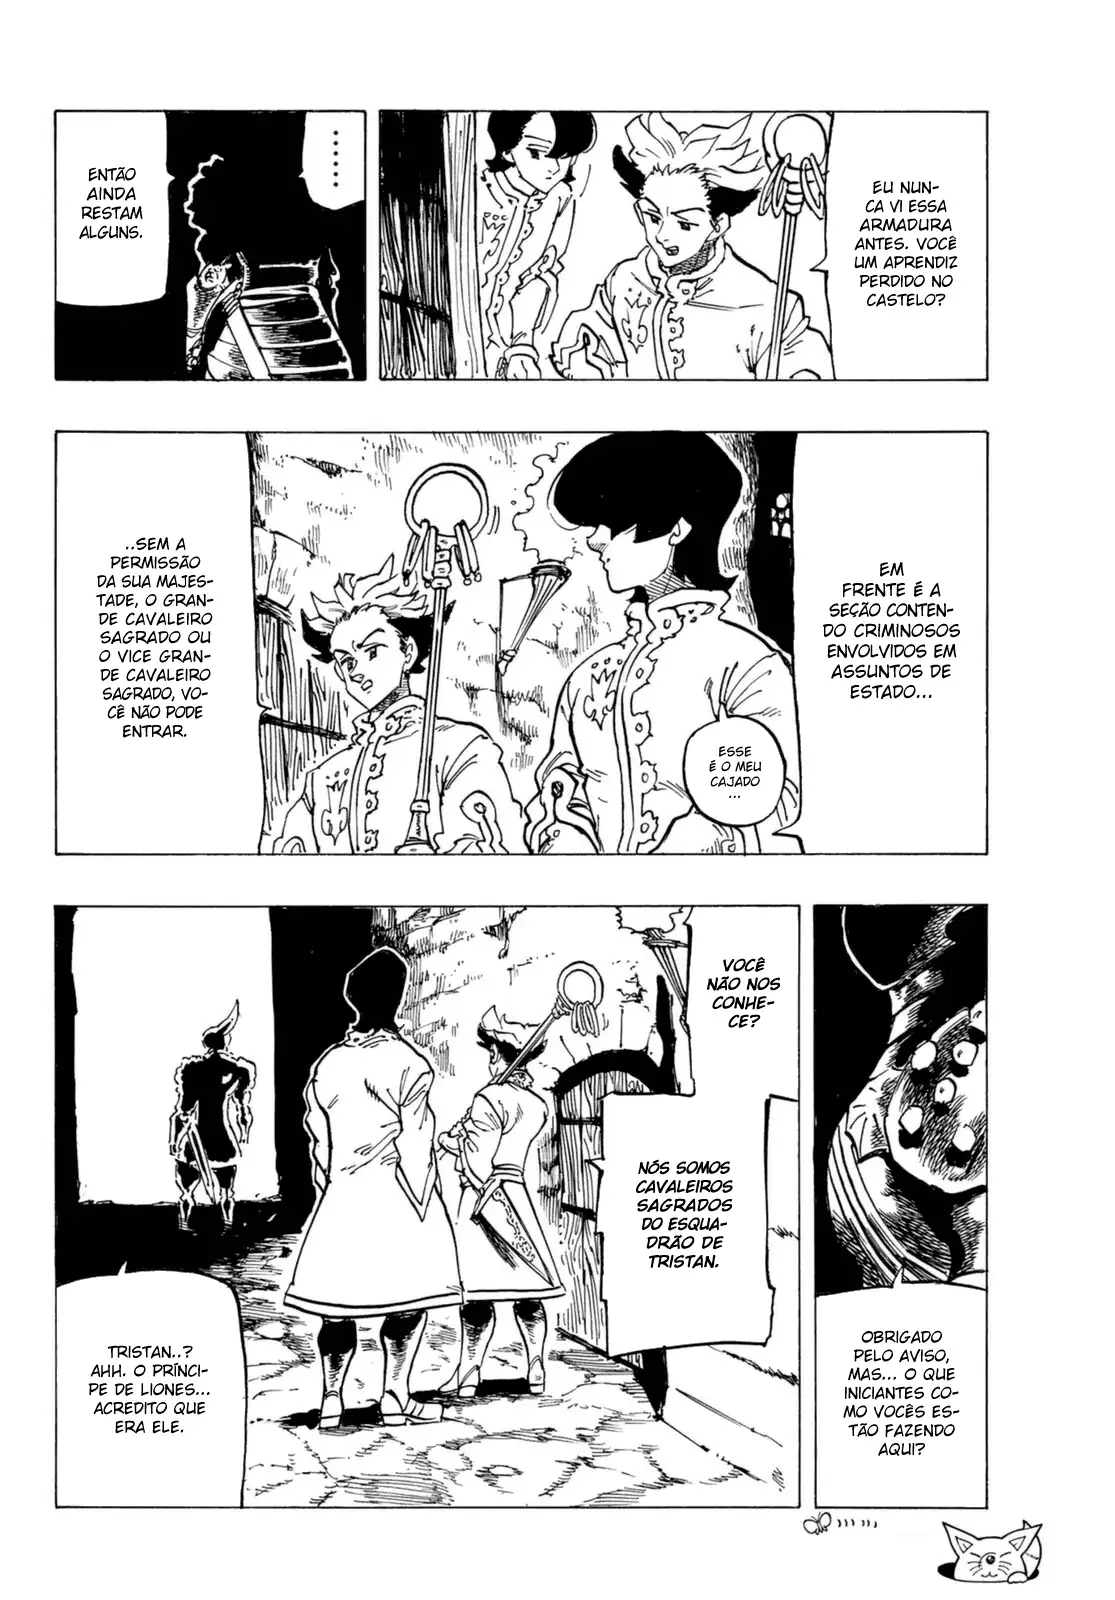 EU NUN-
CA VI ESSA
ARMADURA
ANTES. VOCÊ
UM APRENDIZ
PERDIDO NO
CASTELO?
......
ENTÃO
AINDA
RESTAM
ALGUNS.
EM
FRENTE É A
SEÇÃO CONTEN-
DO CRIMINOSOS
ENVOLVIDOS EM
ASSUNTOS DE
ESTADO...
ESSE
É O MEU
CAJADO
...
..SEM A
PERMISSÃO
DA SUA MAJES-
TADE, O GRAN-
DE CAVALEIRO
SAGRADO OU
O VICE GRAN-
DE CAVALEIRO
SAGRADO, VO-
CÊ NÃO PODE
ENTRAR.
OBRIGADO
PELO AVISO,
MAS... O QUE
INICIANTES CO-
MO VOCÊS ES-
TÃO FAZENDO
AQUI?
VOCÊ
NÃO NOS
CONHE-
CE?
NÓS SOMOS
CAVALEIROS
SAGRADOS
DO ESQUA-
DRÃO DE
TRISTAN.
TRISTAN..?
AHH. O PRÍNCI-
PE DE LIONES...
ACREDITO QUE
ERA ELE.